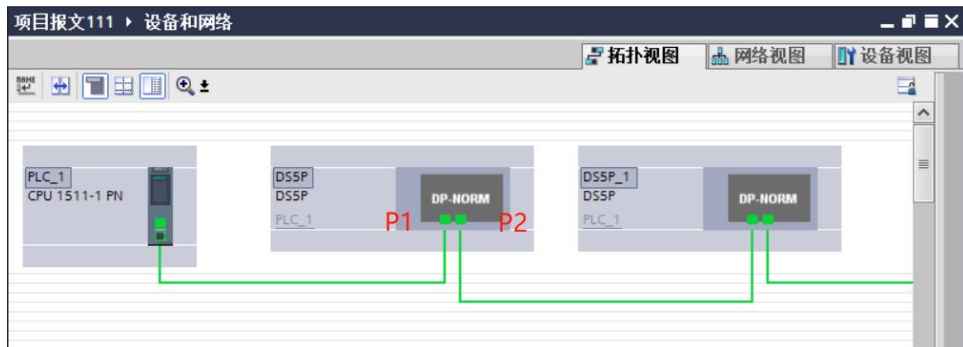 项目报文111 ▸ 设备和网络
拓扑视图 网络视图 设备视图
NAME
PLC_1
CPU 1511-1 PN
DS5P
DS5P
PLC_1
DP-NORM
P1
P2
DS5P_1
DS5P
PLC_1
DP-NORM